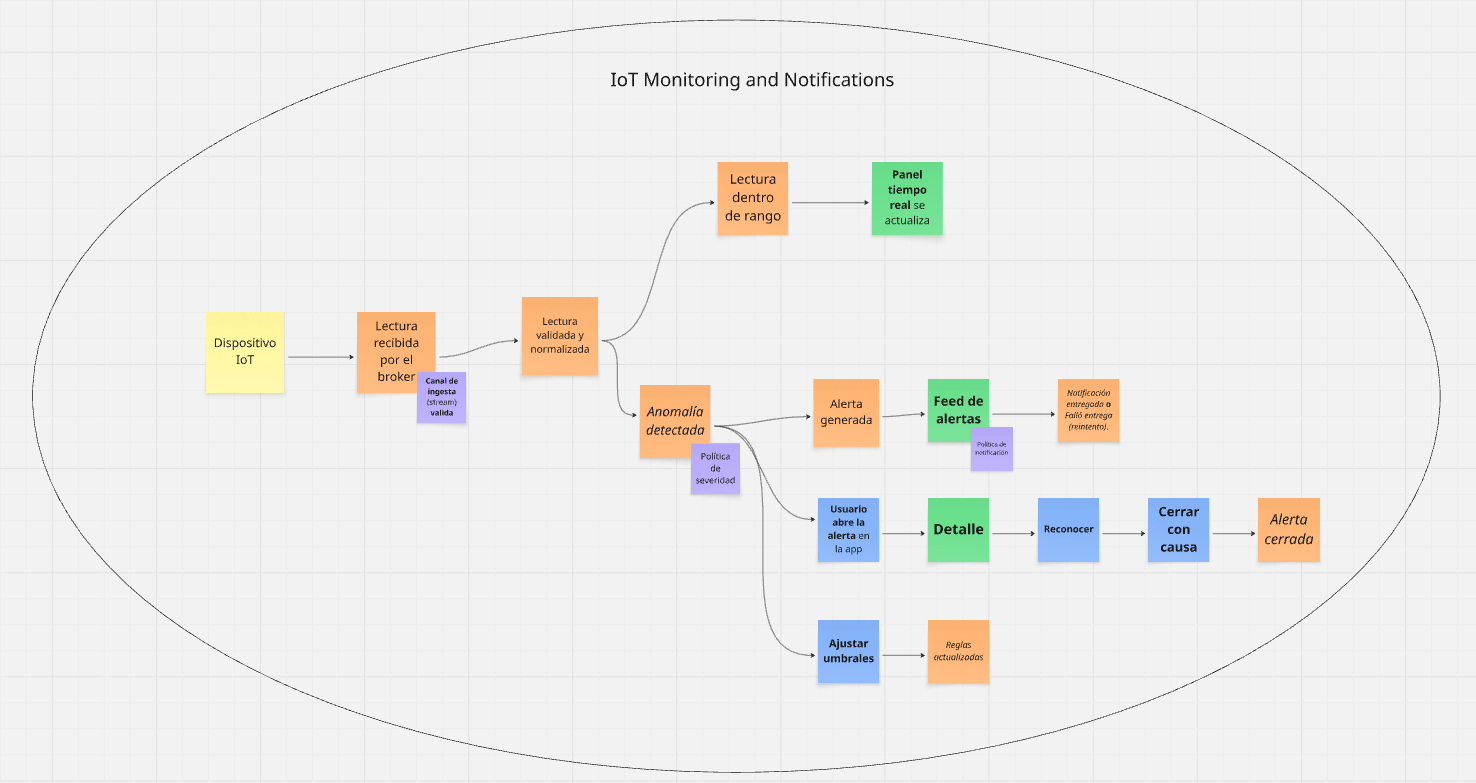 IoT Monitoring and Notifications
Lectura
dentro
de rango
Panel
tiempo
real se
actualiza
Dispositivo
IoT
Lectura
recibida
por el
broker
Canal de
ingesta
(stream)
valida
Lectura
validada y
normalizada
Anomalía
detectada
Política
de
severidad
Alerta
generada
Feed de
alertas
Política de
notificación
Notificación
entregada o
Falló entrega
(reintento).
Usuario
abre la
alerta en
la app
Detalle
Reconocer
Cerrar
con
causa
Alerta
cerrada
Ajustar
umbrales
Reglas
actualizadas